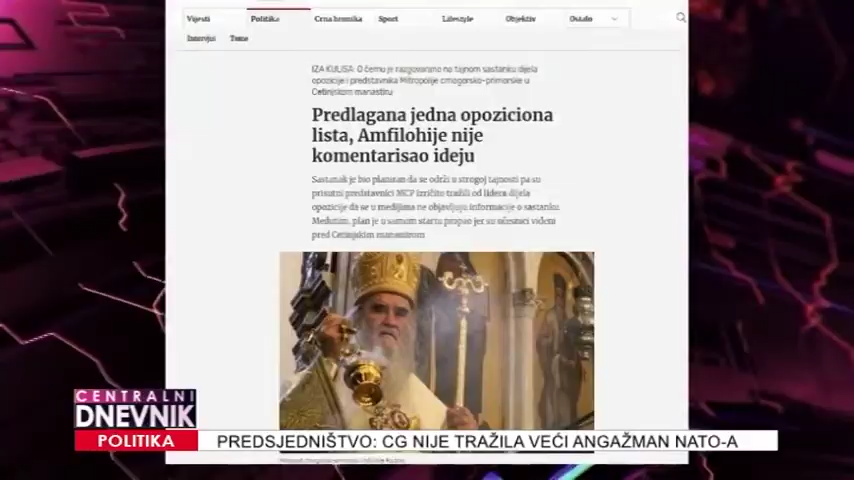 Vijesti Politika Crna hronika Sport Lifestyle Objektiv Ostalo
Intervjui Teme
IZA KULISA: O čemu je razgovarano na tajnom sastanku dijela
opozicije i predstavnika Mitropolije crnogorsko-primorske u
Cetinjskom manastiru
Predlagana jedna opoziciona
lista, Amfilohije nije
komentarisao ideju
Sastanak je bio planiran da se održi u strogoj tajnosti pa su
prisutni predstavnici MCP izričito tražili od lidera dijela
opozicije da se u medijima ne objavljuju informacije o sastanku.
Međutim, plan je u samom startu propao jer su učesnici viđeni
pred Cetinjskim manastirom
CENTRALNI
DNEVNIK
POLITIKA
PREDSJEDNIŠTVO: CG NIJE TRAŽILA VEĆI ANGAŽMAN NATO-A